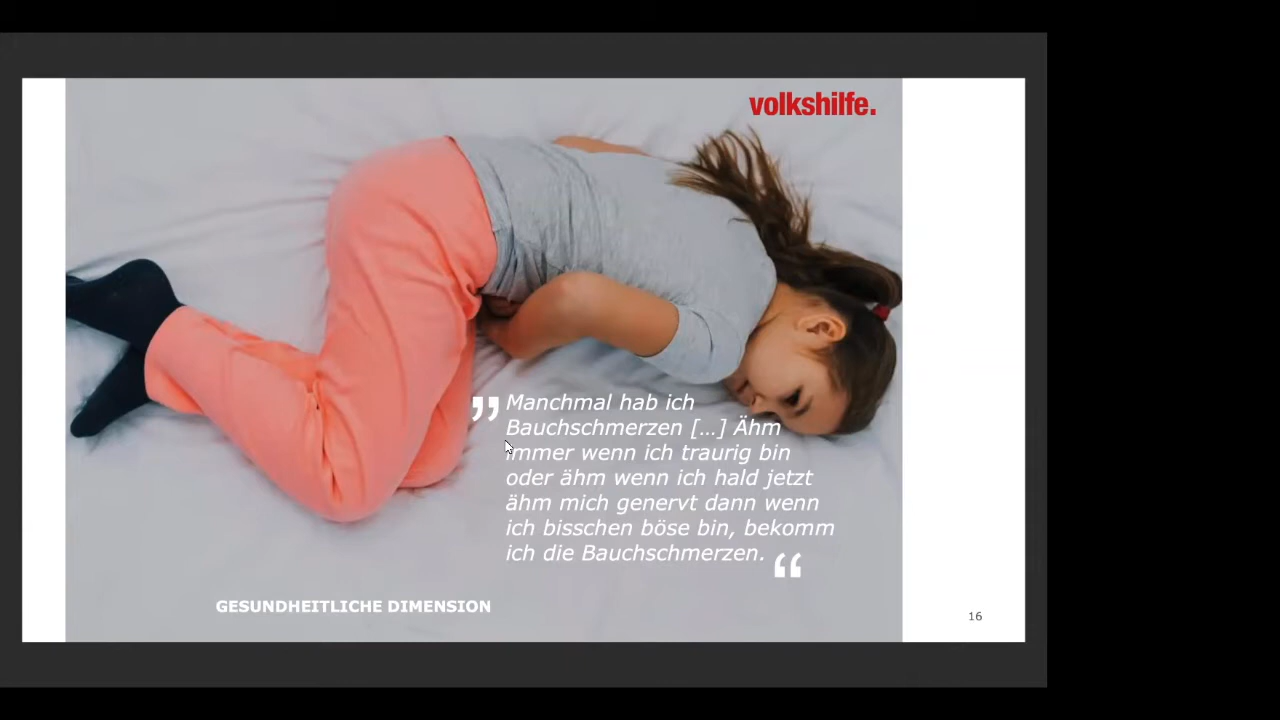 volkshilfe.
” Manchmal hab ich
Bauchschmerzen [...] Ähm
immer wenn ich traurig bin
oder ähm wenn ich hald jetzt
ähm mich genervt dann wenn
ich bisschen böse bin, bekomm
ich die Bauchschmerzen. “
GESUNDHEITLICHE DIMENSION
16